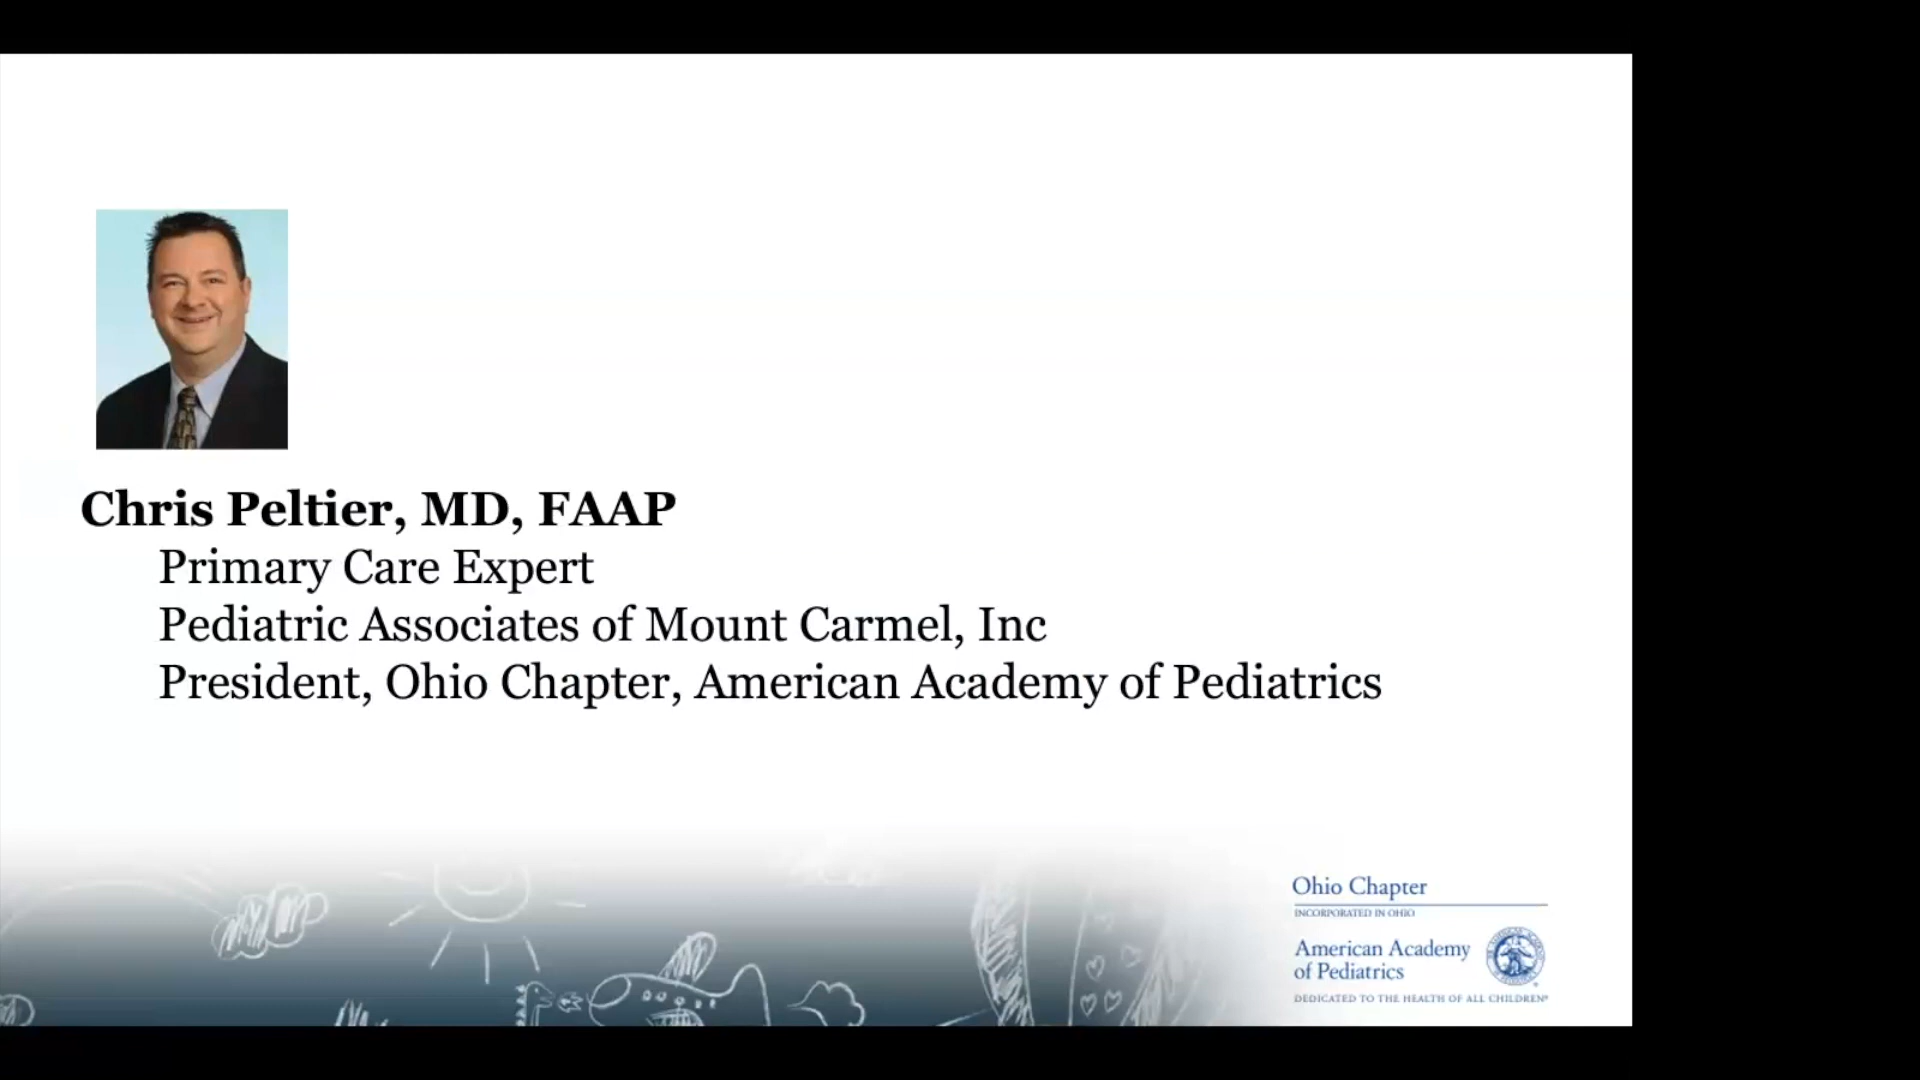 Chris Peltier, MD, FAAP
Primary Care Expert
Pediatric Associates of Mount Carmel, Inc
President, Ohio Chapter, American Academy of Pediatrics
Ohio Chapter
INCORPORATED IN OHIO
American Academy
of Pediatrics
DEDICATED TO THE HEALTH OF ALL CHILDREN®